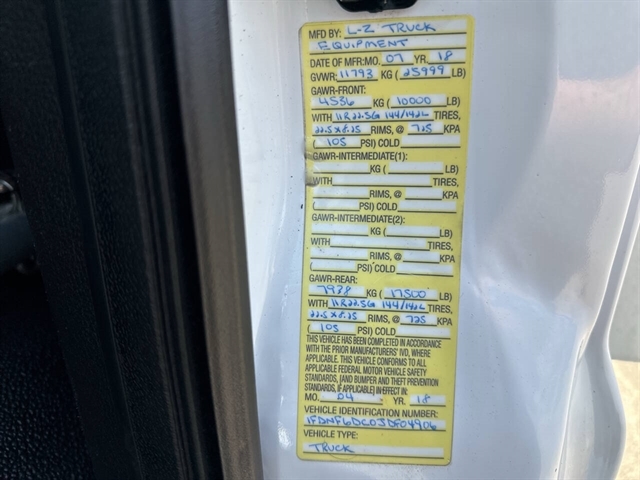 MFD BY: L-Z TRUCK
EQUIPMENT
DATE OF MFR: MO. 07 YR. 18
GVWR: 11793 KG ( 25999 LB)
GAWR-FRONT:
4536 KG ( 10000 LB)
WITH 11R22.5G 144/142L TIRES,
22.5x8.25 RIMS, @ 725 KPA
( 105 PSI) COLD
GAWR-INTERMEDIATE(1):
KG ( LB)
WITH TIRES,
RIMS, @ KPA
( PSI) COLD
GAWR-INTERMEDIATE(2):
KG ( LB)
WITH TIRES,
RIMS, @ KPA
( PSI) COLD
GAWR-REAR:
7938 KG ( 17500 LB)
WITH 11R22.5G 144/142L TIRES,
22.5x8.25 RIMS, @ 725 KPA
( 105 PSI) COLD
THIS VEHICLE HAS BEEN COMPLETED IN ACCORDANCE
WITH THE PRIOR MANUFACTURERS' IVD, WHERE
APPLICABLE. THIS VEHICLE CONFORMS TO ALL
APPLICABLE FEDERAL MOTOR VEHICLE SAFETY
STANDARDS, [AND BUMPER AND THEFT PREVENTION
STANDARDS, IF APPLICABLE] IN EFFECT IN:
MO. 04 YR. 18
VEHICLE IDENTIFICATION NUMBER:
1FDNF6DC0JDF04906
VEHICLE TYPE:
TRUCK